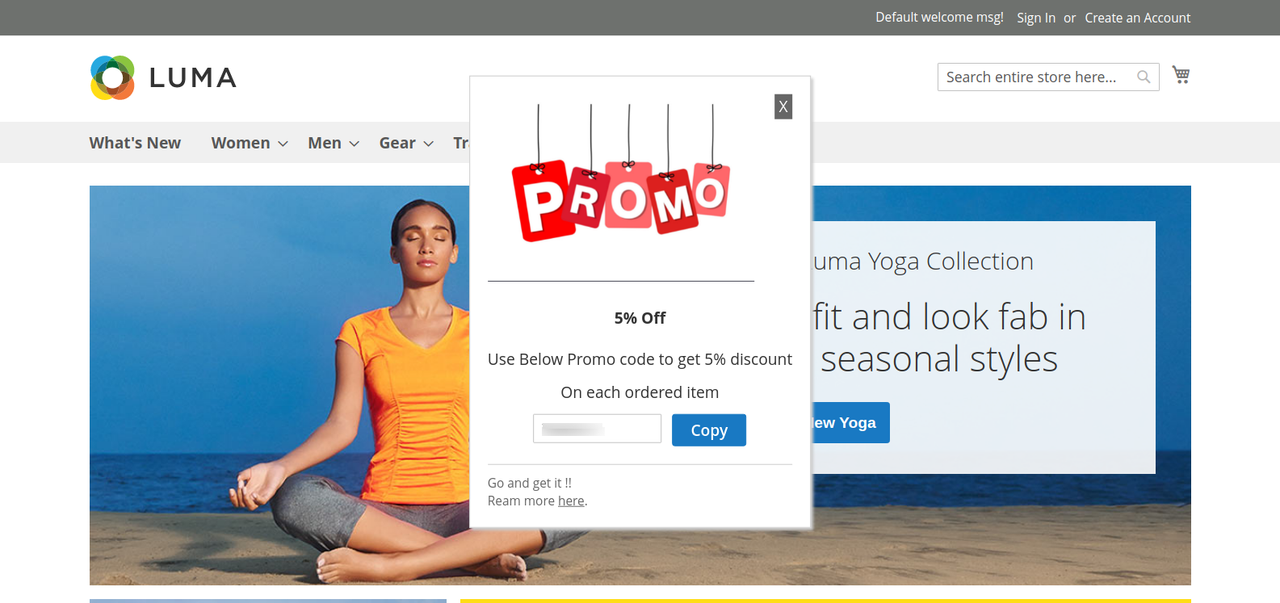 Default welcome msg! Sign In or Create an Account
LUMA
Search entire store here...
What's New Women Men Gear Tr
X
PROMO
5% Off
Use Below Promo code to get 5% discount
On each ordered item
Copy
Go and get it !!
Ream more here.
uma Yoga Collection
fit and look fab in
seasonal styles
ew Yoga